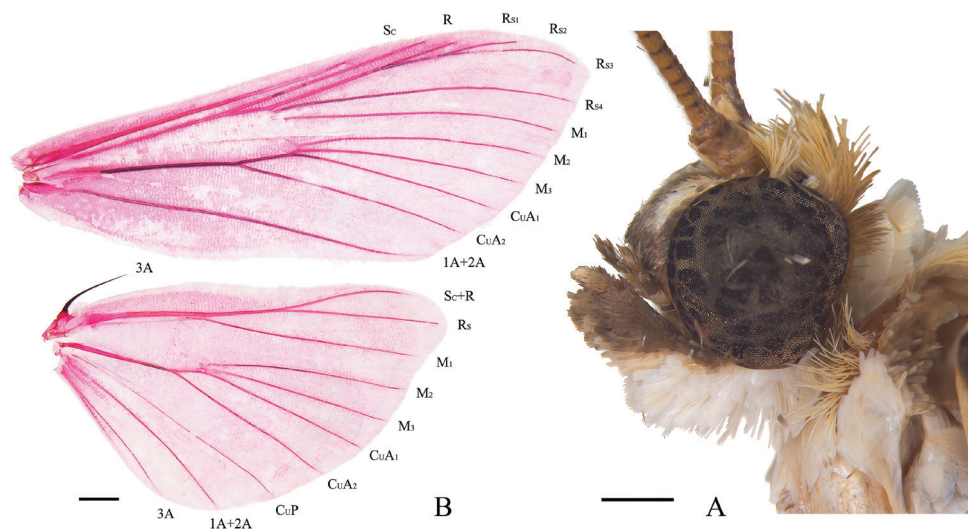 Sc
R
Rs1
Rs2
Rs3
Rs4
M1
M2
M3
CuA1
CuA2
1A+2A
3A
Sc+R
Rs
M1
M2
M3
CuA1
CuA2
CuP
1A+2A
3A
B
A